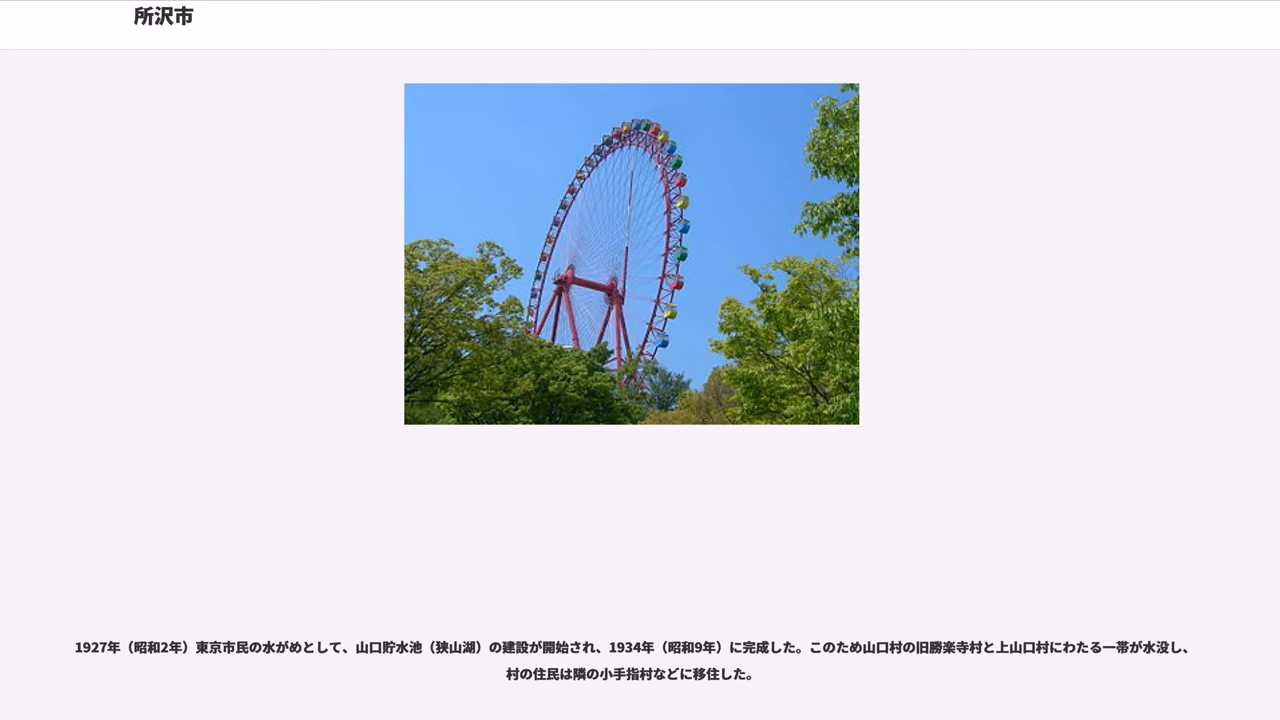 所沢市
1927年（昭和2年）東京市民の水がめとして、山口貯水池（狭山湖）の建設が開始され、1934年（昭和9年）に完成した。このため山口村の旧勝楽寺村と上山口村にわたる一帯が水没し、
村の住民は隣の小手指村などに移住した。